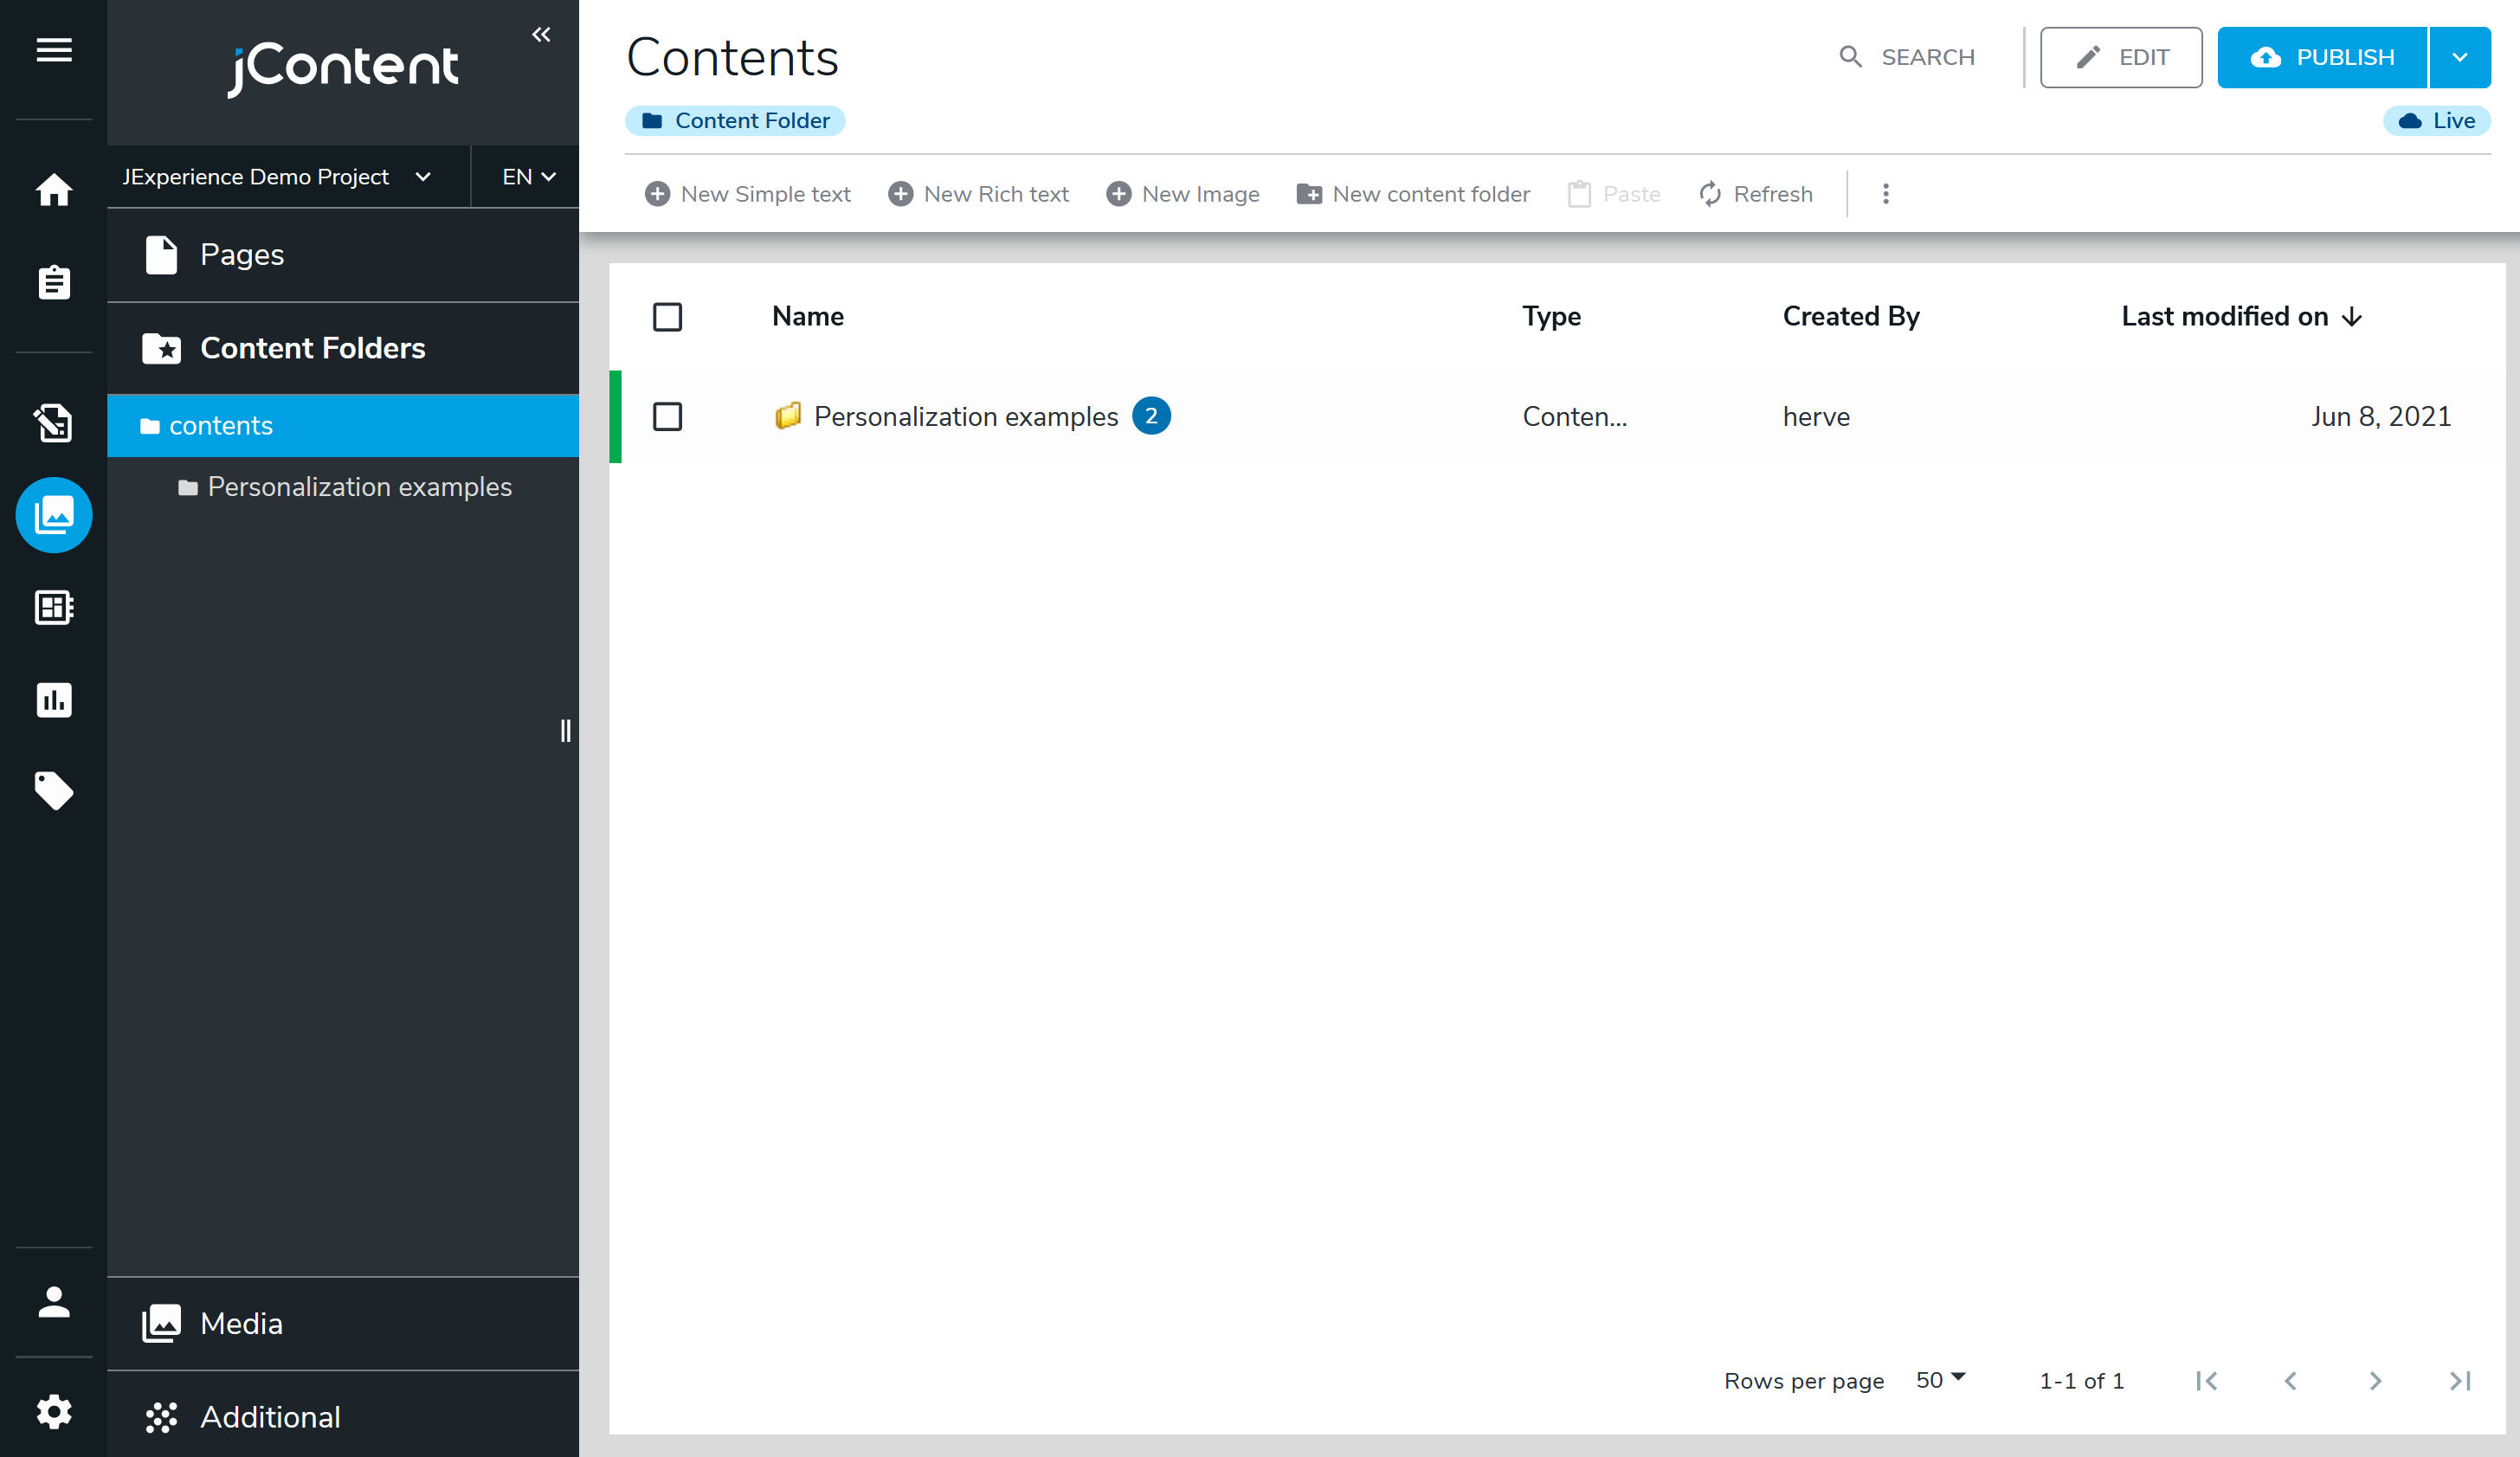 jContent
JExperience Demo Project
EN
Pages
Content Folders
contents
Personalization examples
Media
Additional
Contents
SEARCH
EDIT
PUBLISH
Content Folder
Live
New Simple text
New Rich text
New Image
New content folder
Paste
Refresh
Name Type Created By Last modified on
Personalization examples 2 Conten... herve Jun 8, 2021
Rows per page 50 1-1 of 1